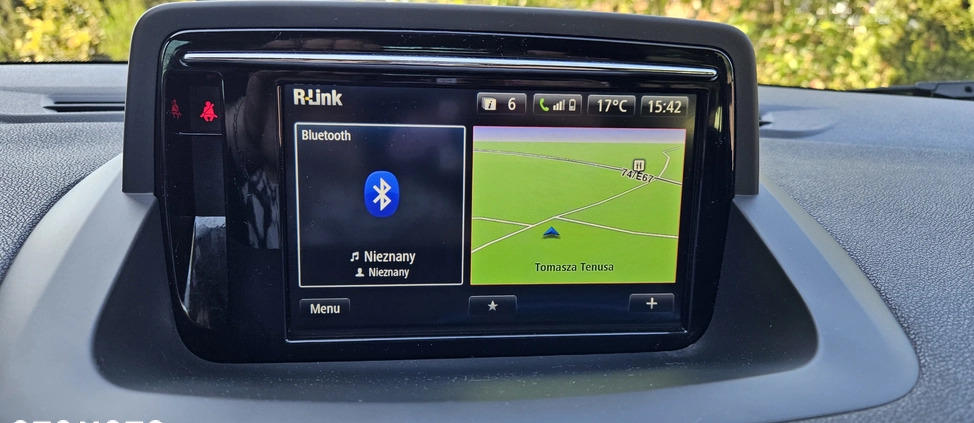 R-Link
6
17°C
15:42
Bluetooth
Nieznany
Nieznany
74/E67
Tomasza Tenusa
Menu
+